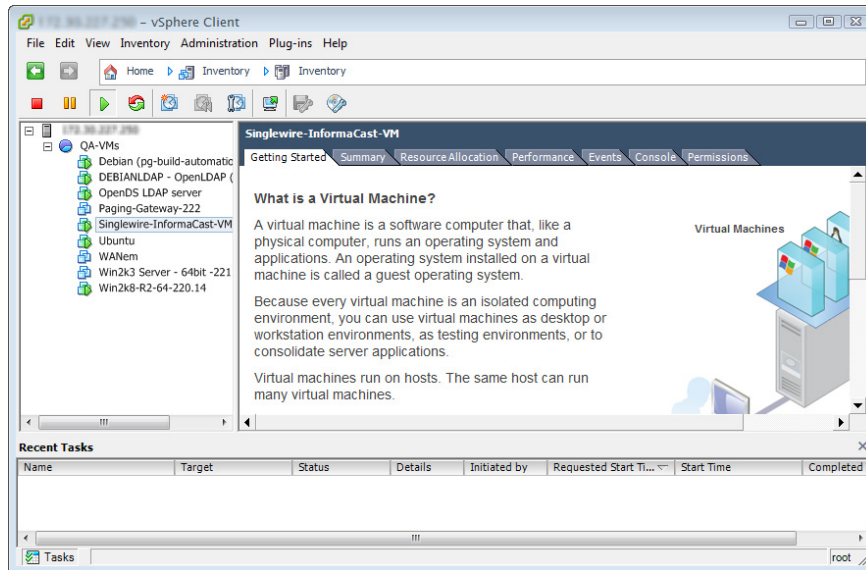 – vSphere Client
File Edit View Inventory Administration Plug-ins Help
Home Inventory Inventory
QA-VMs
Debian (pg-build-automatic
DEBIANLDAP - OpenLDAP (
OpenDS LDAP server
Paging-Gateway-222
Singlewire-InformaCast-VM
Ubuntu
WANem
Win2k3 Server - 64bit -221
Win2k8-R2-64-220.14
Singlewire-InformaCast-VM
Getting Started Summary Resource Allocation Performance Events Console Permissions
What is a Virtual Machine?
A virtual machine is a software computer that, like a
physical computer, runs an operating system and
applications. An operating system installed on a virtual
machine is called a guest operating system.
Because every virtual machine is an isolated computing
environment, you can use virtual machines as desktop or
workstation environments, as testing environments, or to
consolidate server applications.
Virtual machines run on hosts. The same host can run
many virtual machines.
Virtual Machines
Recent Tasks
Name Target Status Details Initiated by Requested Start Ti... Start Time Completed
Tasks
root